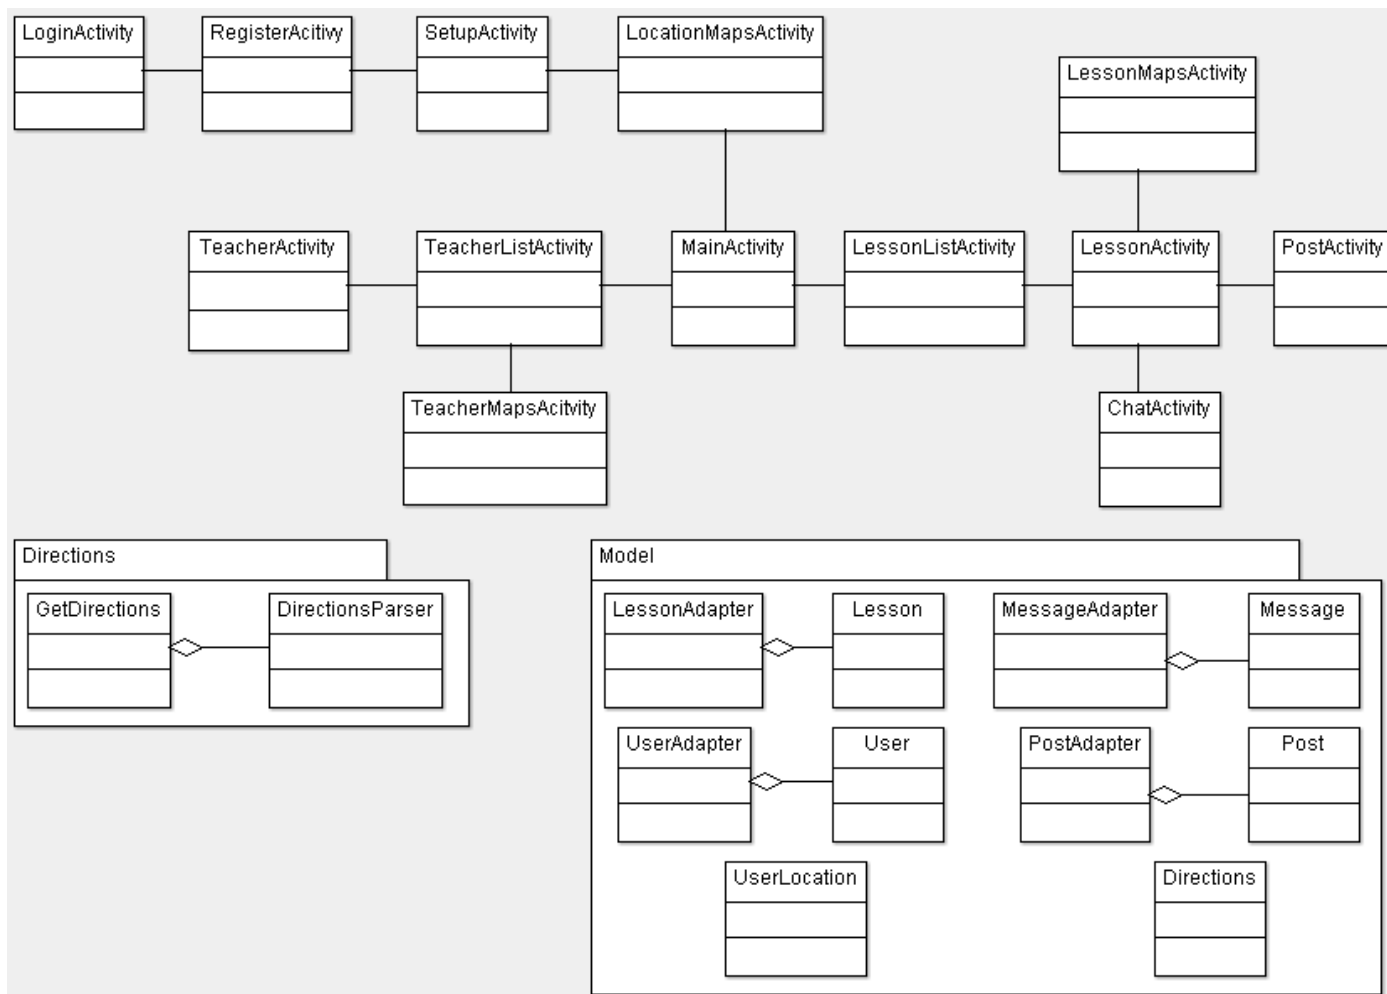 LoginActivity
RegisterAcitivy
SetupActivity
LocationMapsActivity
LessonMapsActivity
TeacherActivity
TeacherListActivity
MainActivity
LessonListActivity
LessonActivity
PostActivity
TeacherMapsAcitvity
ChatActivity
Directions
GetDirections
DirectionsParser
Model
LessonAdapter
Lesson
MessageAdapter
Message
UserAdapter
User
PostAdapter
Post
UserLocation
Directions